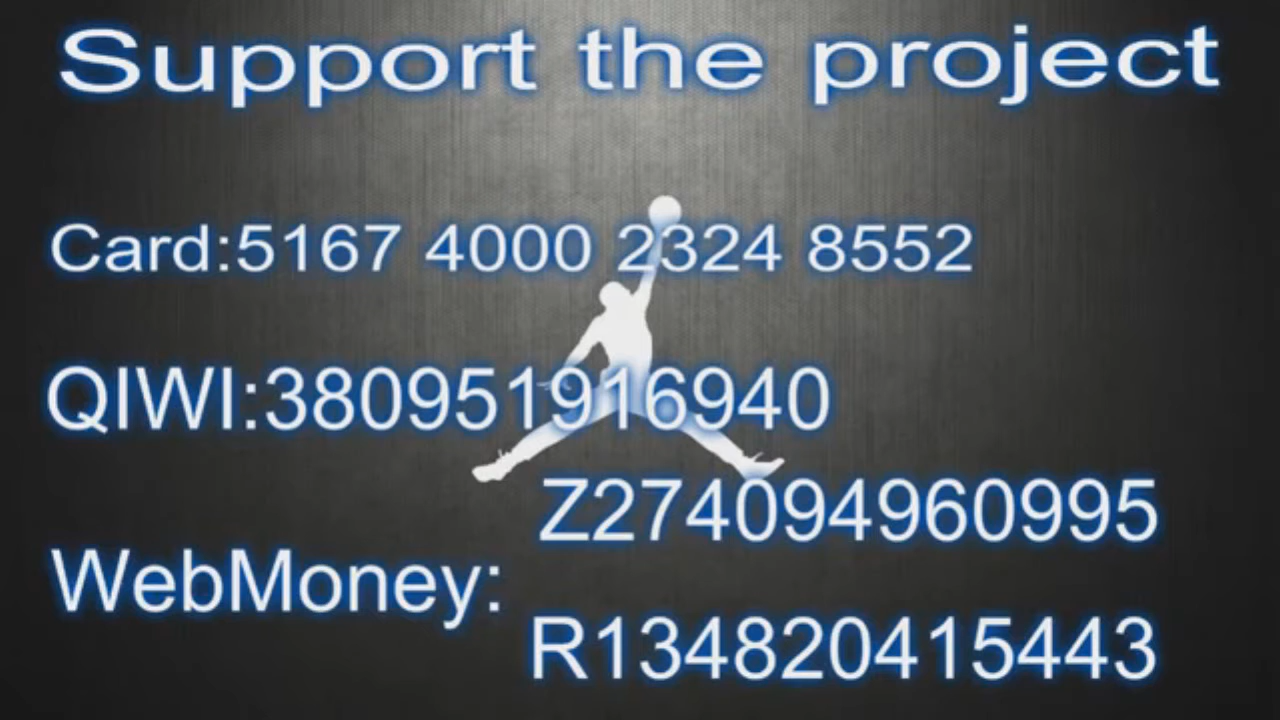 Support the project
Card:5167 4000 2324 8552
QIWI:380951916940
Z274094960995
WebMoney:
R134820415443